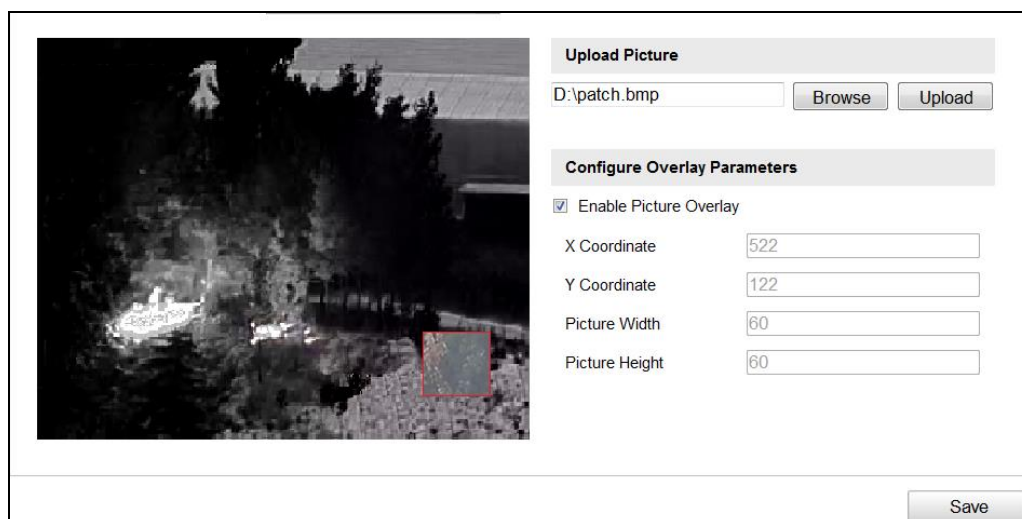 Upload Picture
D:\patch.bmp
Browse
Upload
Configure Overlay Parameters
Enable Picture Overlay
X Coordinate
522
Y Coordinate
122
Picture Width
60
Picture Height
60
Save